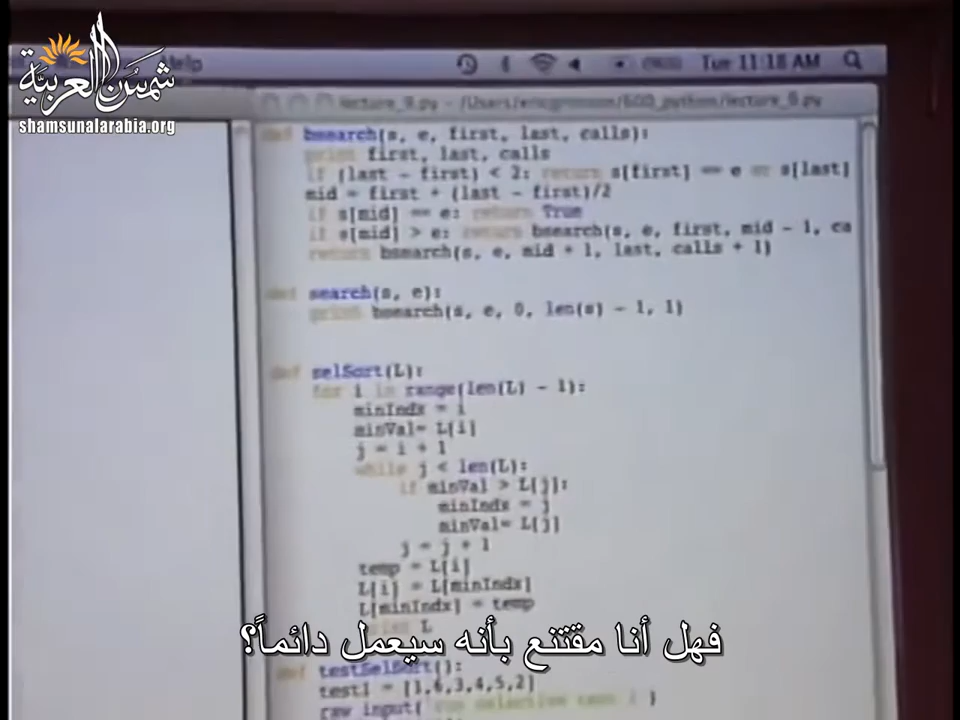 شمس العربية
shamsunalarabia.org
Help
Tue 11:18 AM
lecture_9.py - /Users/ericgrimson/600_python/lecture_9.py
def bsearch(s, e, first, last, calls):
print first, last, calls
if (last - first) < 2: return s[first] == e or s[last]
mid = first + (last - first)/2
if s[mid] == e: return True
if s[mid] > e: return bsearch(s, e, first, mid - 1, ca
return bsearch(s, e, mid + 1, last, calls + 1)
def search(s, e):
print bsearch(s, e, 0, len(s) - 1, 1)
def selSort(L):
for i in range(len(L) - 1):
minIndx = i
minVal= L[i]
j = i + 1
while j < len(L):
if minVal > L[j]:
minIndx = j
minVal= L[j]
j = j + 1
temp = L[i]
L[i] = L[minIndx]
L[minIndx] = temp
print L
فهل أنا مقتنع بأنه سيعمل دائماً؟
def testSelSort():
test1 = [1,6,3,4,5,2]
raw_input('run selective test 1 ')